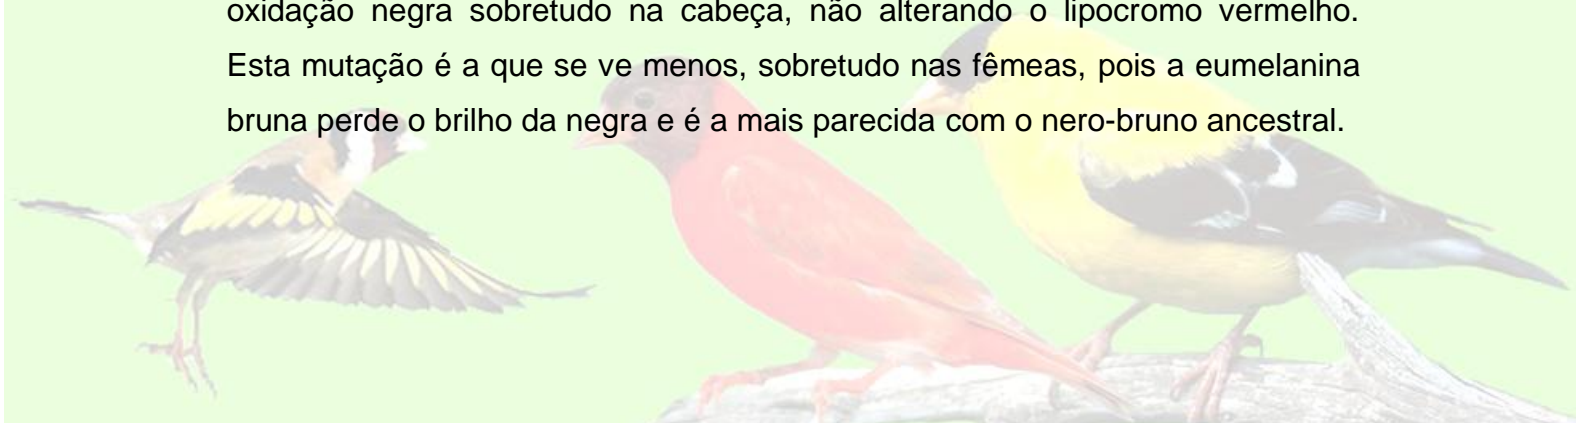 oxidação negra sobretudo na cabeça, não alterando o lipocromo vermelho.
Esta mutação é a que se ve menos, sobretudo nas fêmeas, pois a eumelanina
bruna perde o brilho da negra e é a mais parecida com o nero-bruno ancestral.